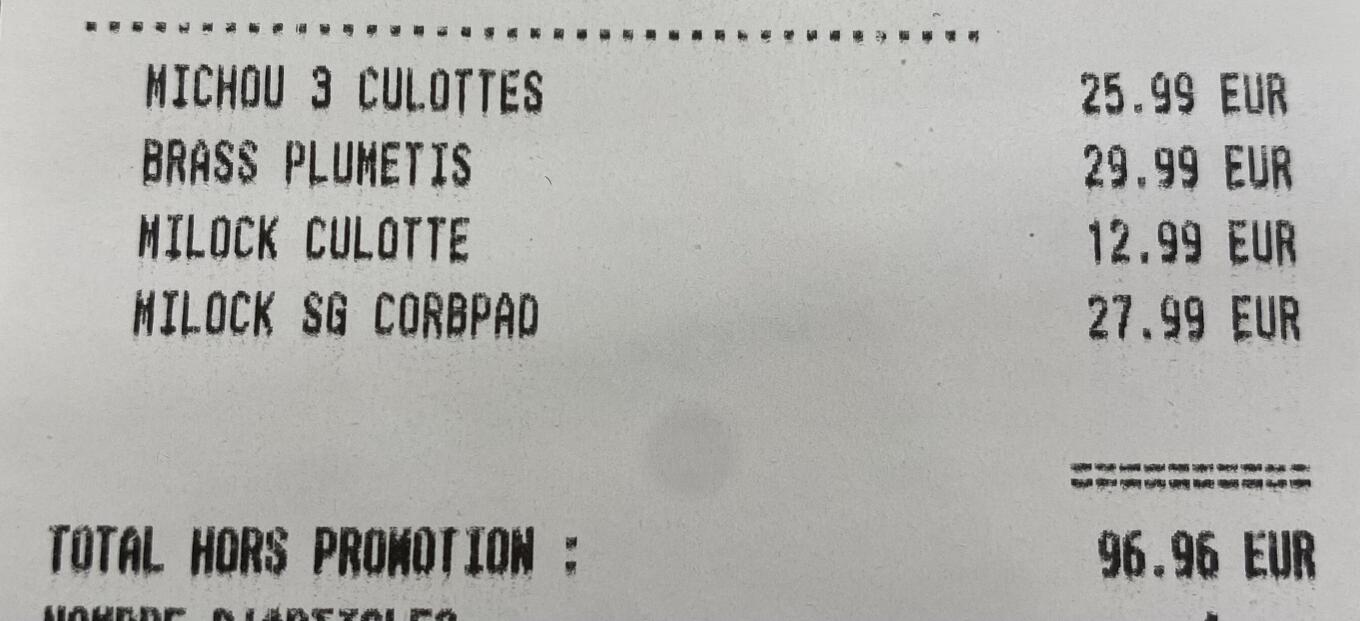 MICHOU 3 CULOTTES 25.99 EUR
BRASS PLUMETIS 29.99 EUR
MILOCK CULOTTE 12.99 EUR
MILOCK SG CORBPAD 27.99 EUR
TOTAL HORS PROMOTION : 96.96 EUR